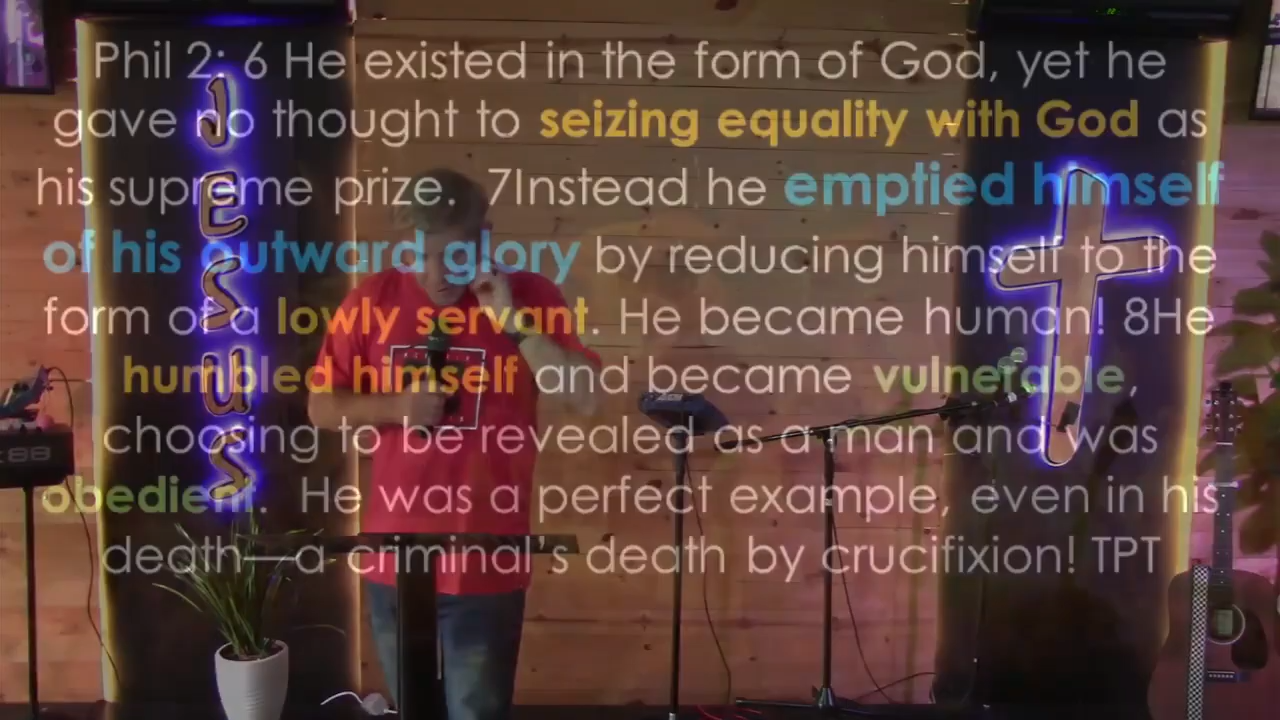 Phil 2: 6 He existed in the form of God, yet he
gave no thought to seizing equality with God as
his supreme prize. 7Instead he emptied himself
of his outward glory by reducing himself to the
form of a lowly servant. He became human! 8He
humbled himself and became vulnerable,
choosing to be revealed as a man and was
obedient. He was a perfect example, even in his
death—a criminal's death by crucifixion! TPT
Jesus